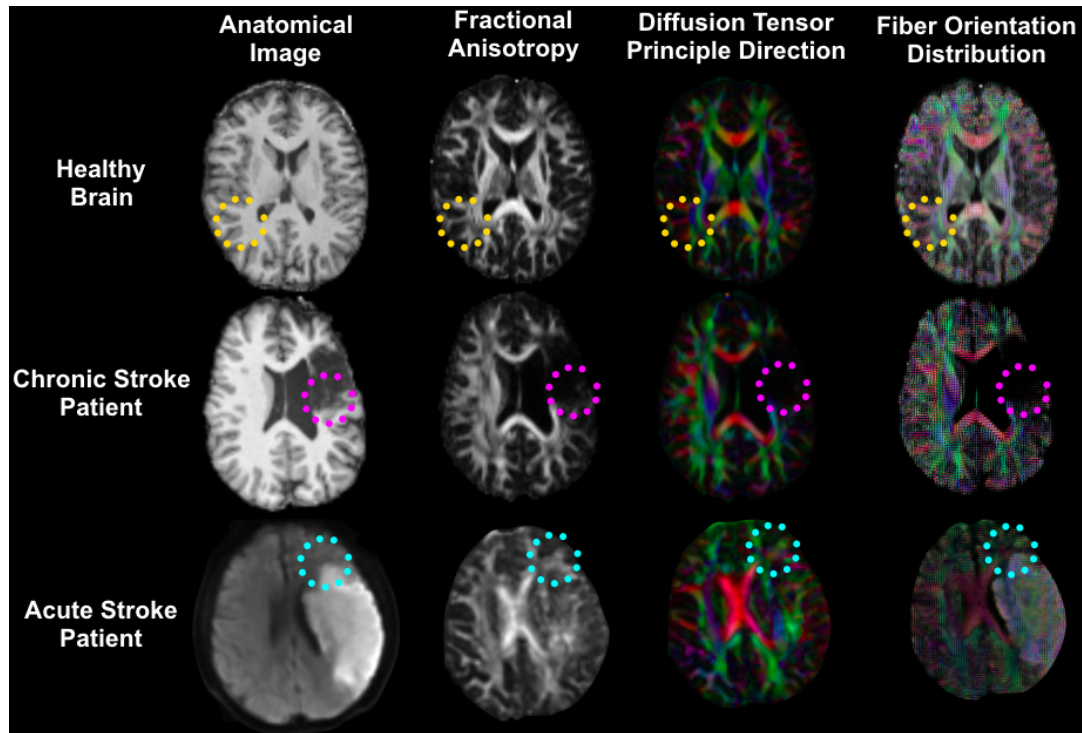 Anatomical
Image
Fractional
Anisotropy
Diffusion Tensor
Principle Direction
Fiber Orientation
Distribution
Healthy
Brain
Chronic Stroke
Patient
Acute Stroke
Patient